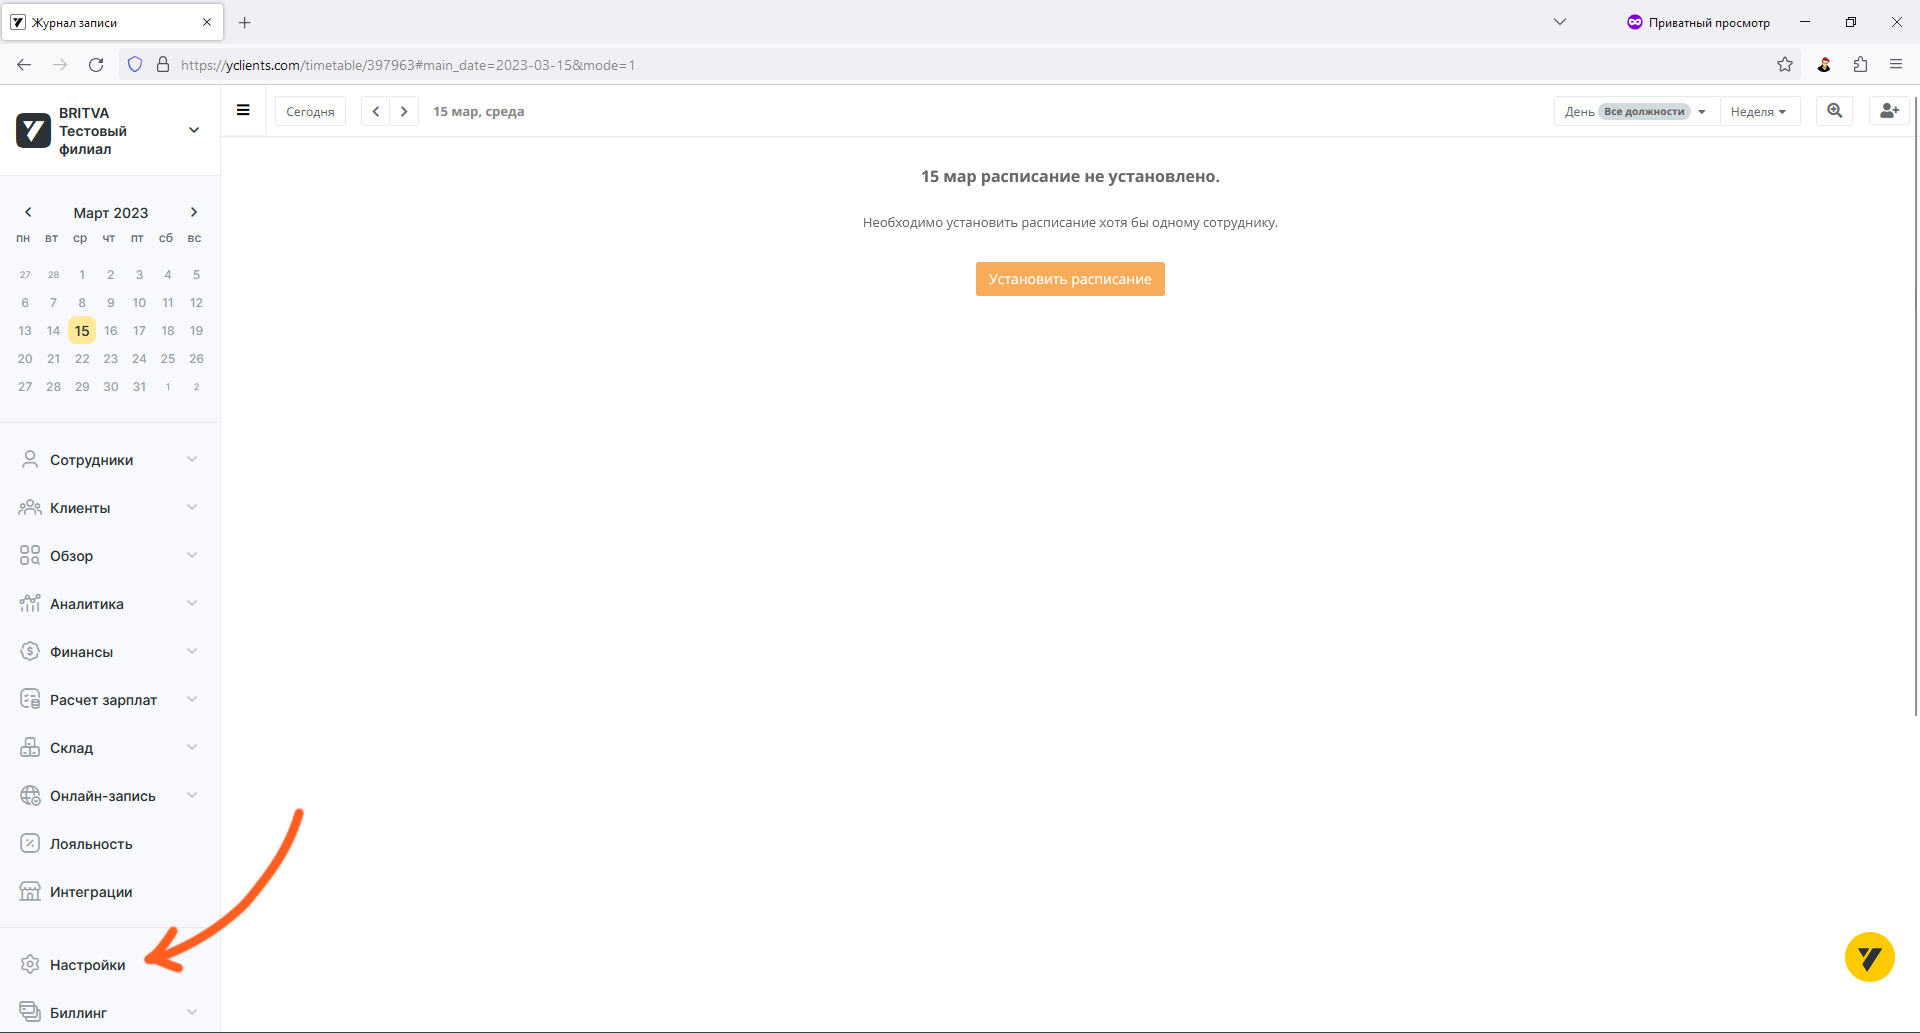 Журнал записи
Приватный просмотр
https://yclients.com/timetable/397963#main_date=2023-03-15&mode=1
BRITVA
Тестовый
филиал
Сегодня
15 мар, среда
День Все должности
Неделя
Март 2023
пн вт ср чт пт сб вс
27 28 1 2 3 4 5
6 7 8 9 10 11 12
13 14 15 16 17 18 19
20 21 22 23 24 25 26
27 28 29 30 31 1 2
15 мар расписание не установлено.
Необходимо установить расписание хотя бы одному сотруднику.
Установить расписание
Сотрудники
Клиенты
Обзор
Аналитика
Финансы
Расчет зарплат
Склад
Онлайн-запись
Лояльность
Интеграции
Настройки
Биллинг